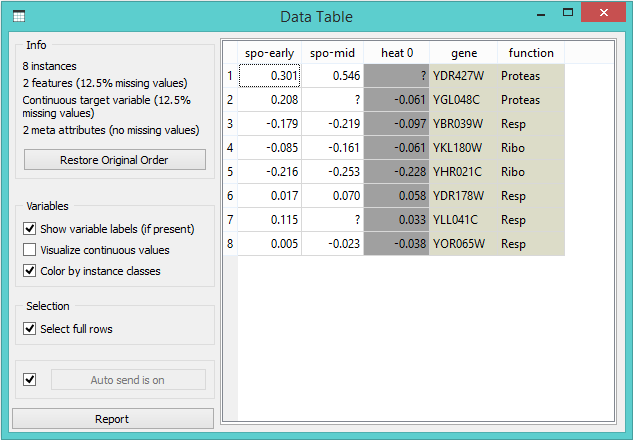 Data Table
Info
8 instances
2 features (12.5% missing values)
Continuous target variable (12.5%
missing values)
2 meta attributes (no missing values)
Restore Original Order
Variables
Show variable labels (if present)
Visualize continuous values
Color by instance classes
Selection
Select full rows
Auto send is on
Report
spo-early spo-mid heat 0 gene function
1 0.301 0.546 ? YDR427W Proteas
2 0.208 ? -0.061 YGL048C Proteas
3 -0.179 -0.219 -0.097 YBR039W Resp
4 -0.085 -0.161 -0.061 YKL180W Ribo
5 -0.216 -0.253 -0.228 YHR021C Ribo
6 0.017 0.070 0.058 YDR178W Resp
7 0.115 ? 0.033 YLL041C Resp
8 0.005 -0.023 -0.038 YOR065W Resp